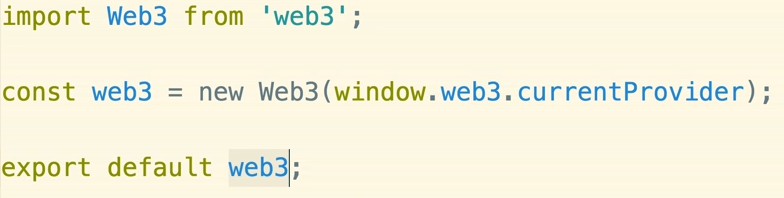 import Web3 from 'web3';
const web3 = new Web3(window.web3.currentProvider);
export default web3;